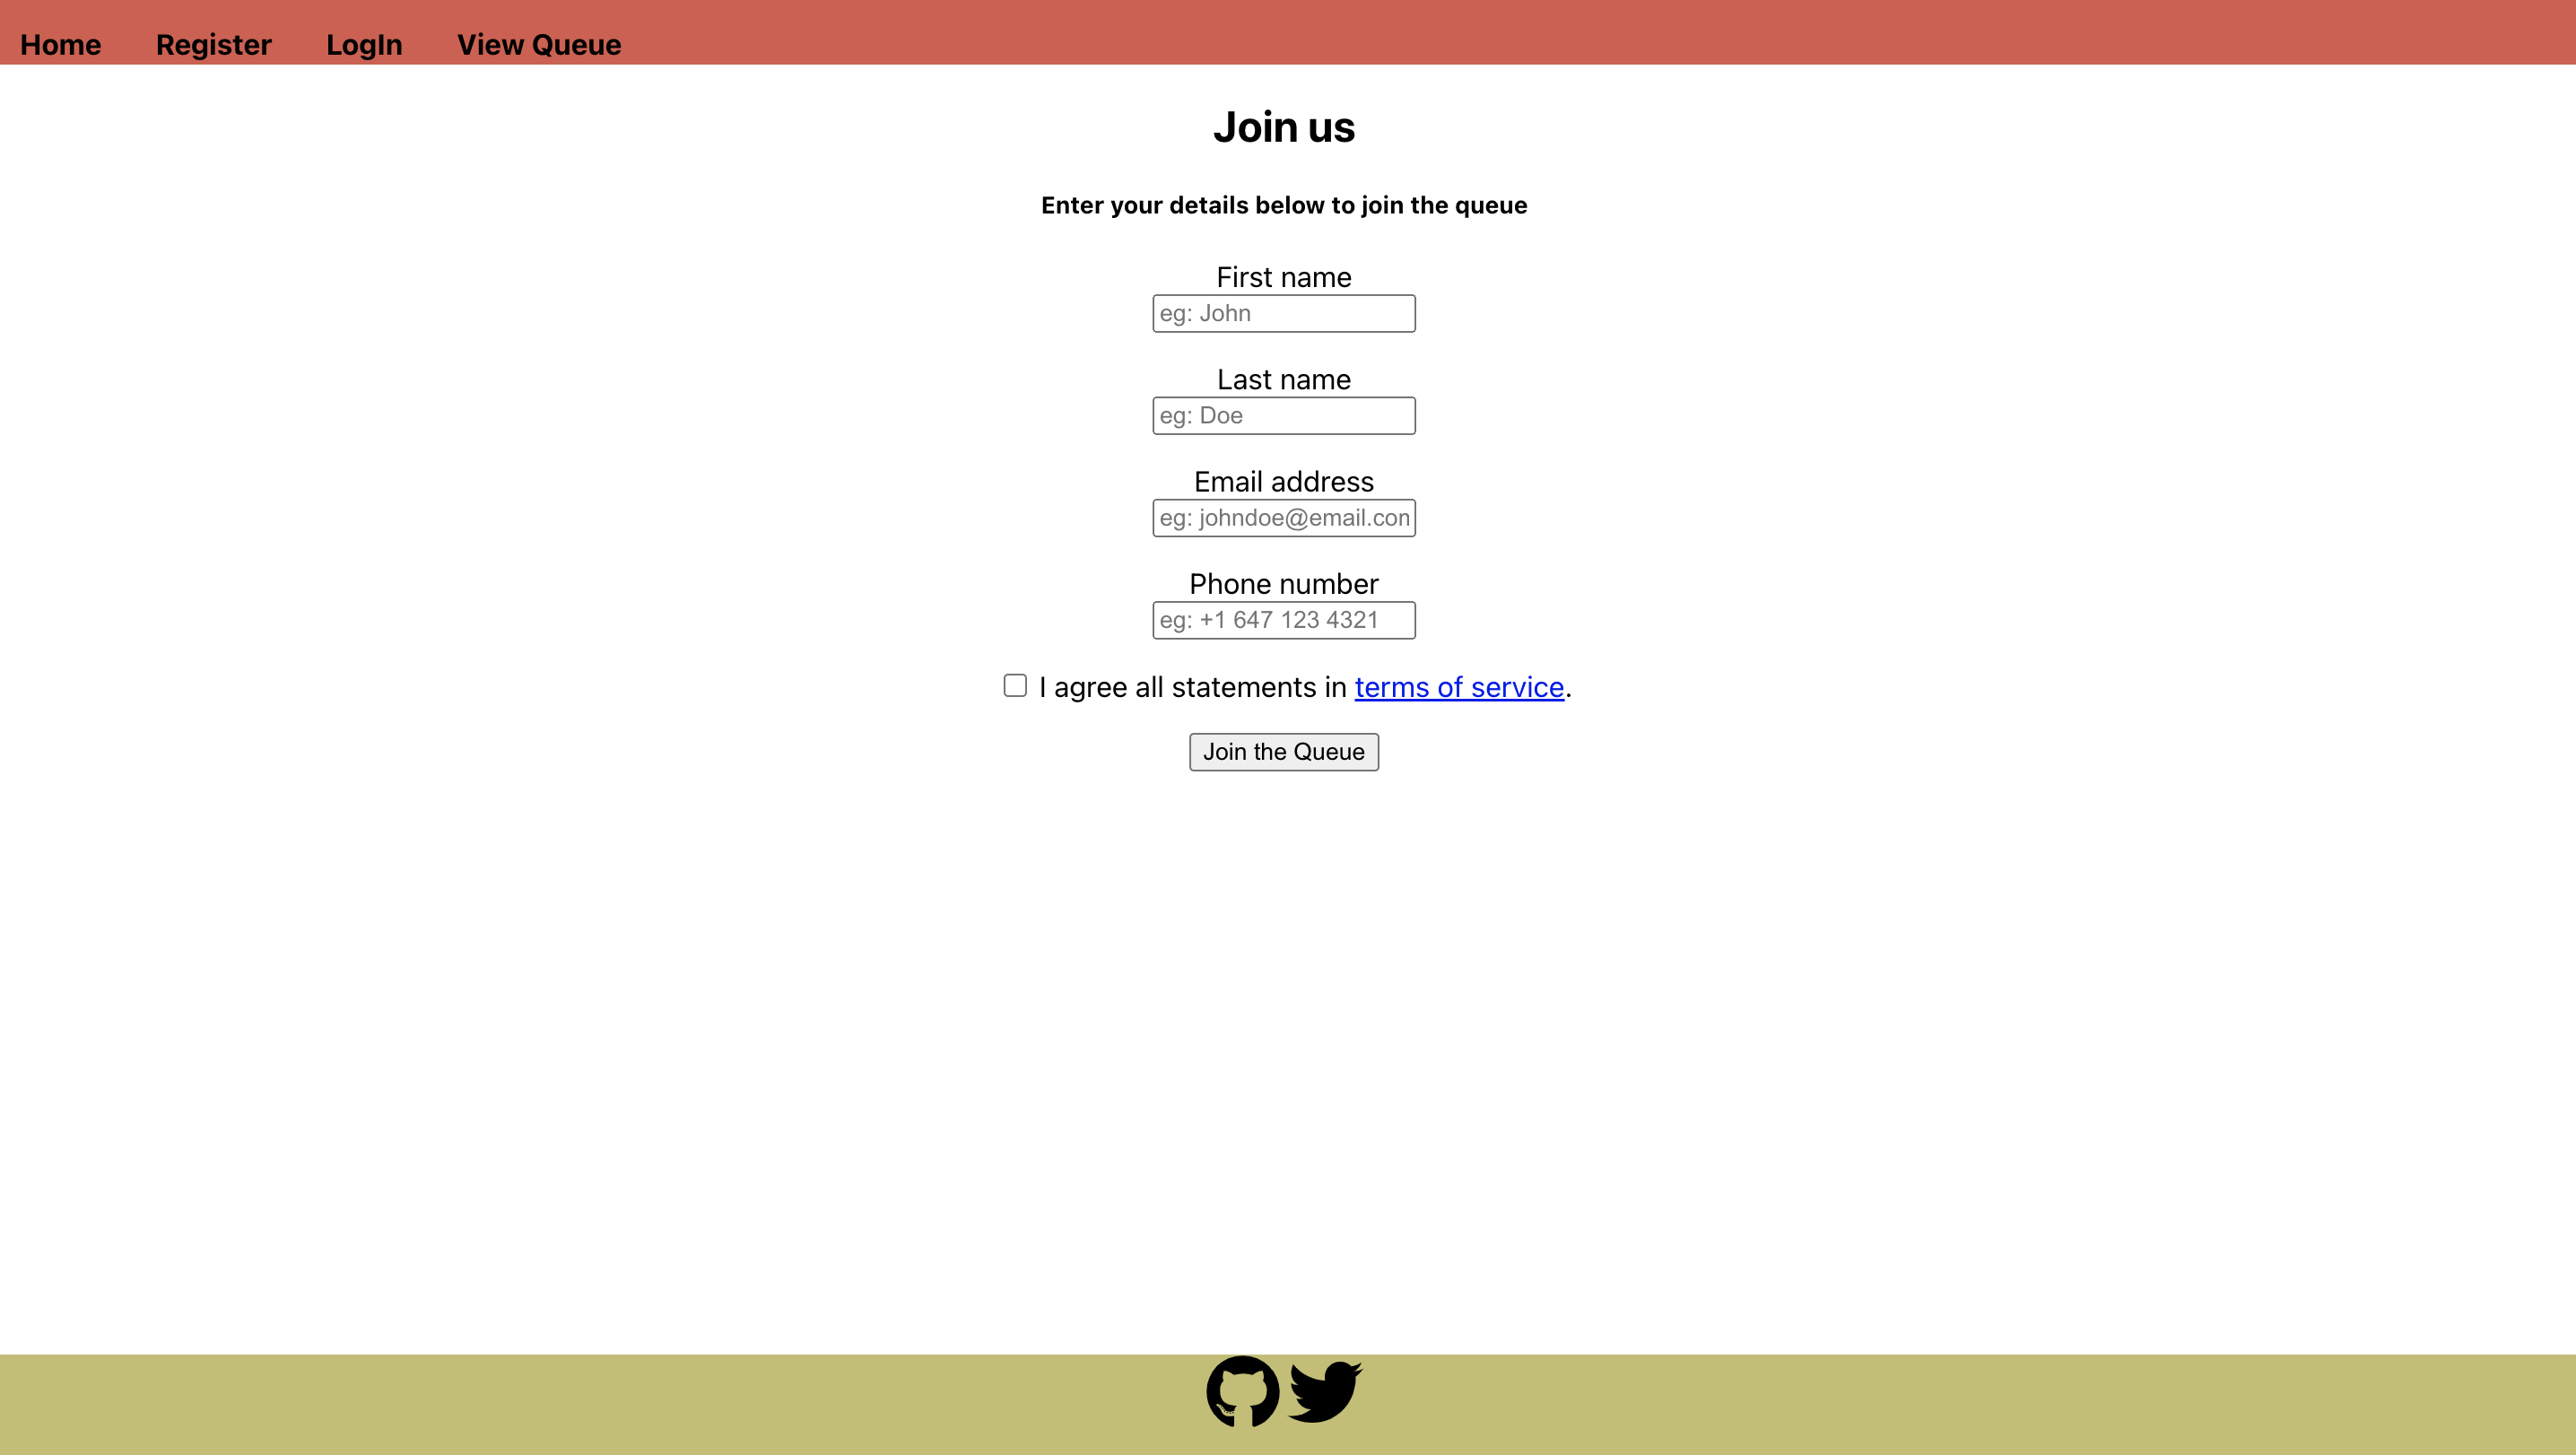 Home Register LogIn View Queue
Join us
Enter your details below to join the queue
First name
eg: John
Last name
eg: Doe
Email address
eg: johndoe@email.con
Phone number
eg: +1 647 123 4321
I agree all statements in terms of service.
Join the Queue